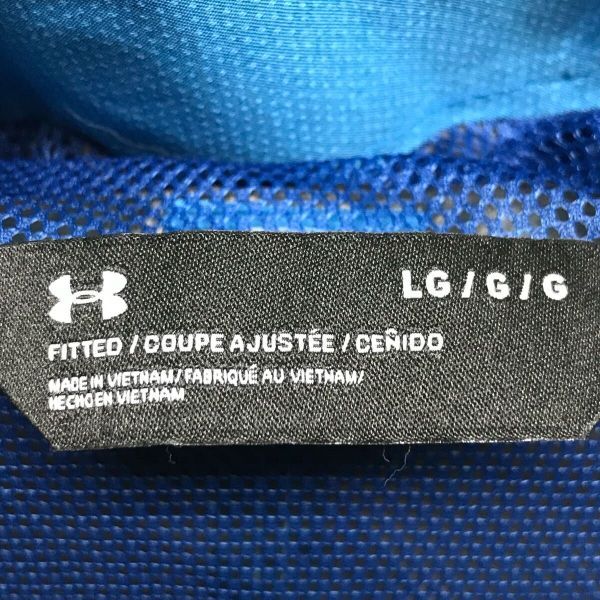 LG / G / G
FITTED / COUPE AJUSTÉE / CEÑIDO
MADE IN VIETNAM / FABRIQUÉ AU VIETNAM /
HECHO EN VIETNAM